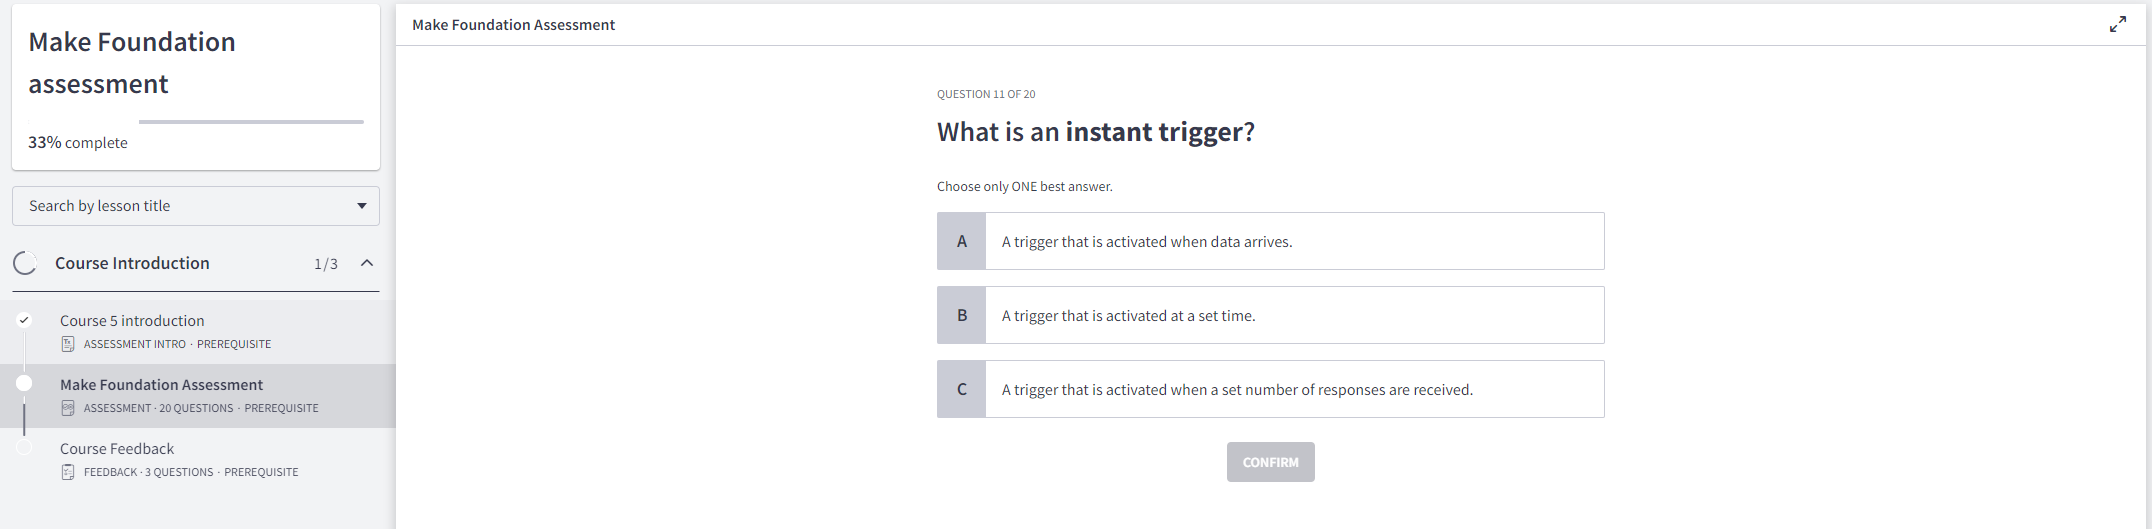 Make Foundation
assessment
33% complete
Search by lesson title
Course Introduction 1/3
Course 5 introduction
ASSESSMENT INTRO · PREREQUISITE
Make Foundation Assessment
ASSESSMENT · 20 QUESTIONS · PREREQUISITE
Course Feedback
FEEDBACK · 3 QUESTIONS · PREREQUISITE
Make Foundation Assessment
QUESTION 11 OF 20
What is an instant trigger?
Choose only ONE best answer.
A A trigger that is activated when data arrives.
B A trigger that is activated at a set time.
C A trigger that is activated when a set number of responses are received.
CONFIRM